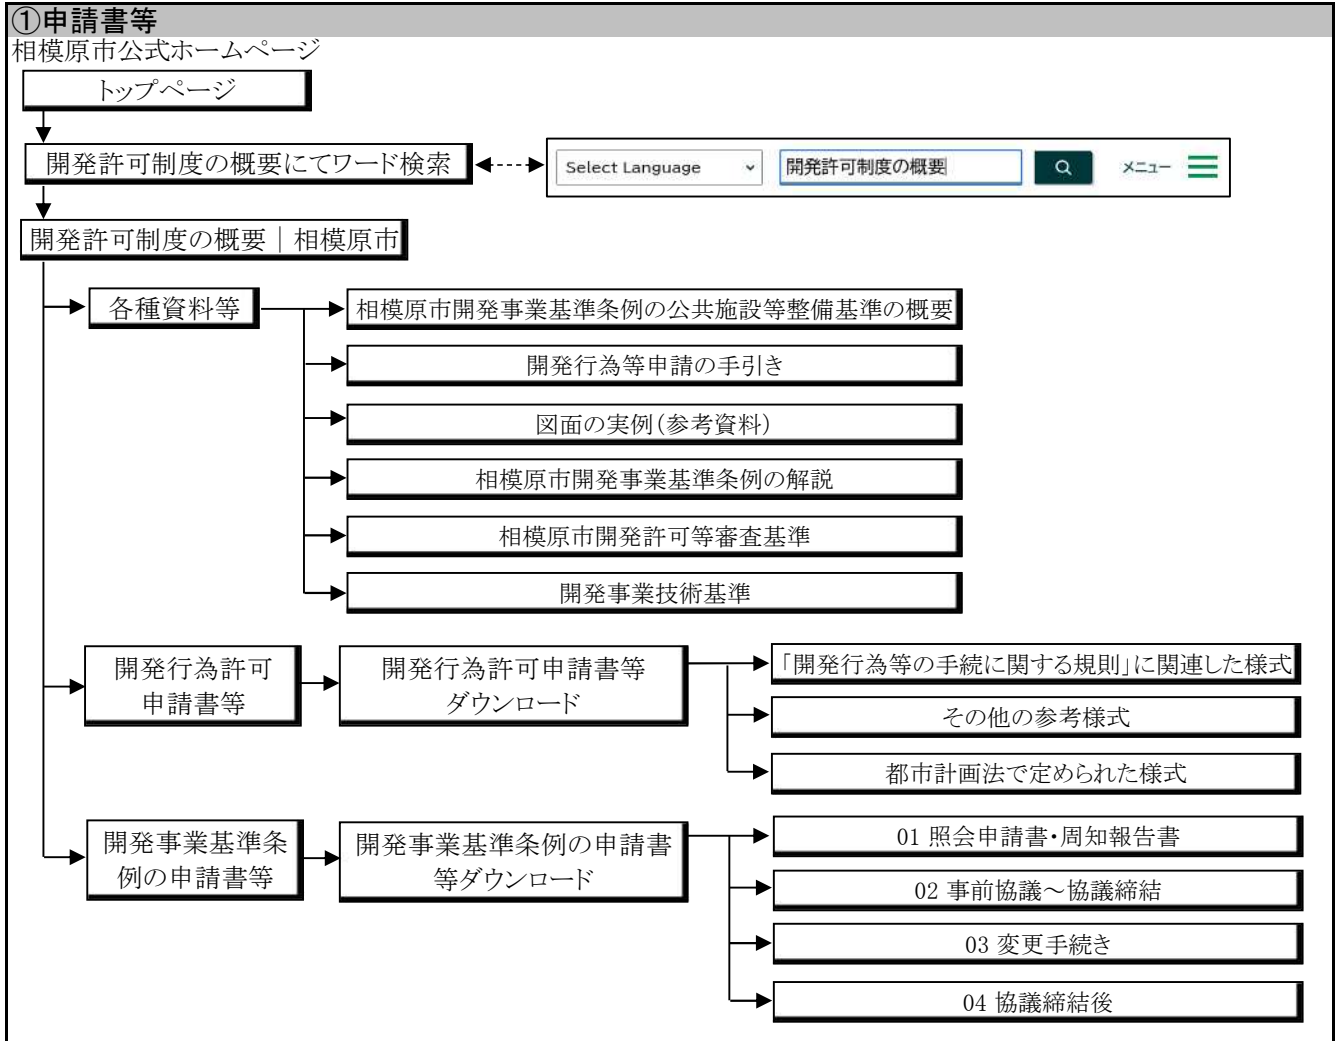 ①申請書等
相模原市公式ホームページ
トップページ
開発許可制度の概要にてワード検索
Select Language
開発許可制度の概要
メニュー
開発許可制度の概要｜相模原市
各種資料等
相模原市開発事業基準条例の公共施設等整備基準の概要
開発行為等申請の手引き
図面の実例(参考資料)
相模原市開発事業基準条例の解説
相模原市開発許可等審査基準
開発事業技術基準
開発行為許可
申請書等
開発行為許可申請書等
ダウンロード
「開発行為等の手続に関する規則」に関連した様式
その他の参考様式
都市計画法で定められた様式
開発事業基準条
例の申請書等
開発事業基準条例の申請書
等ダウンロード
01 照会申請書・周知報告書
02 事前協議～協議締結
03 変更手続き
04 協議締結後